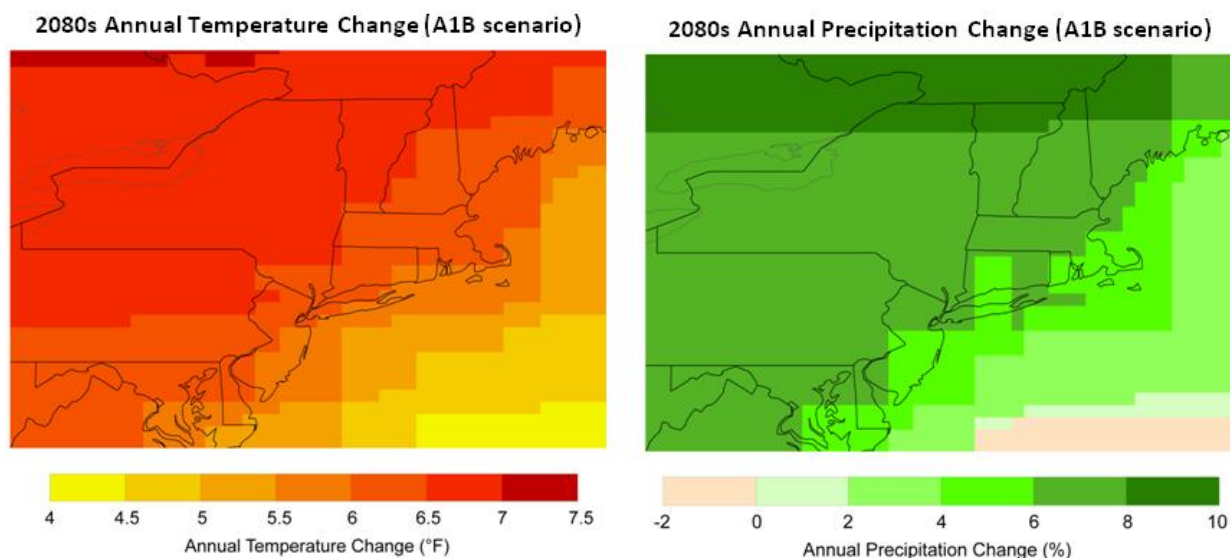 2080s Annual Temperature Change (A1B scenario)
4 4.5 5 5.5 6 6.5 7 7.5
Annual Temperature Change (°F)
2080s Annual Precipitation Change (A1B scenario)
-2 0 2 4 6 8 10
Annual Precipitation Change (%)